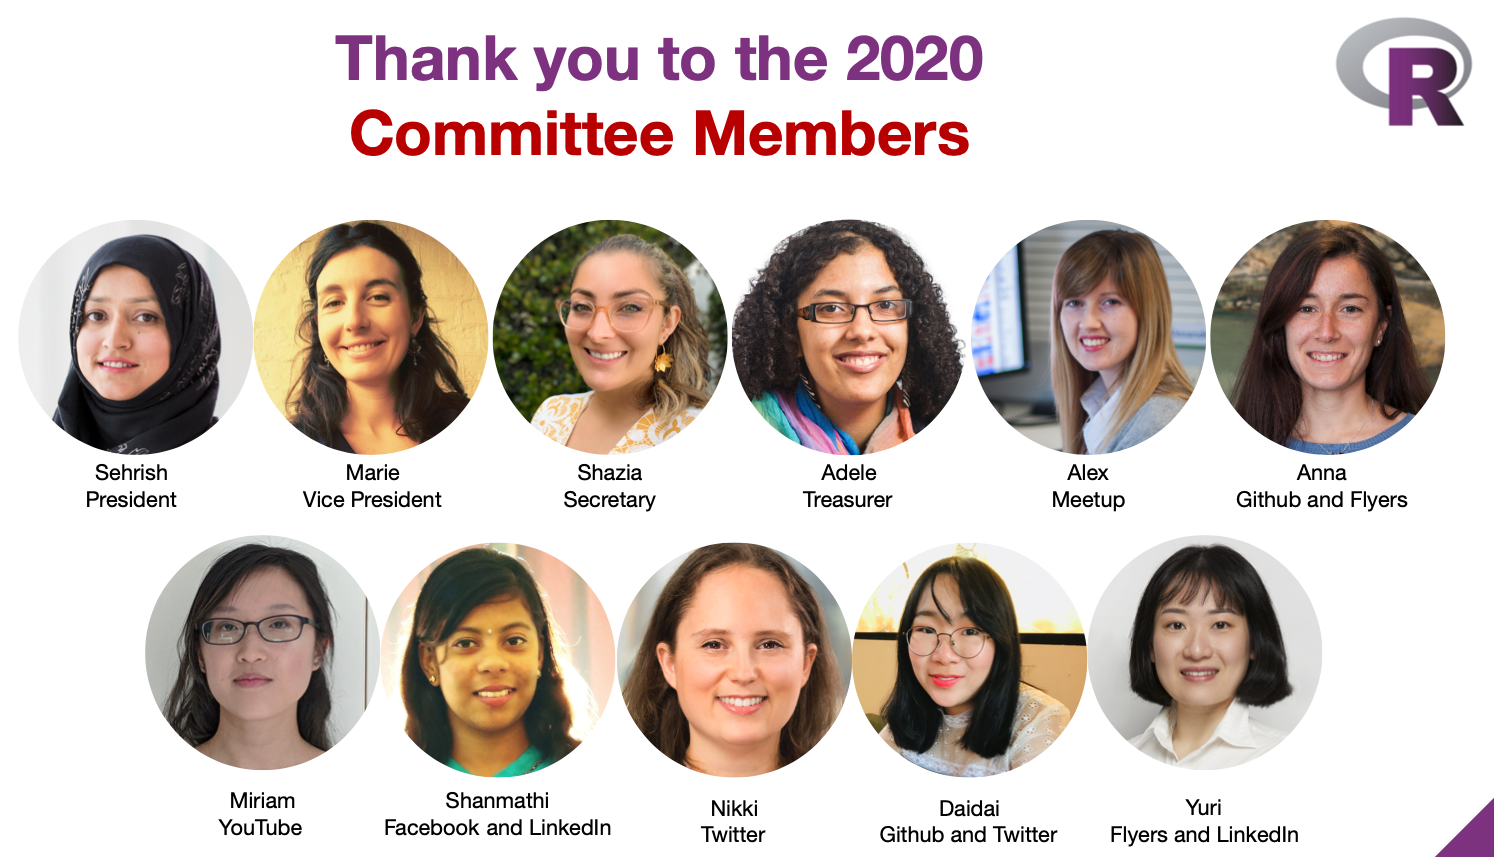 Thank you to the 2020
Committee Members
R
Sehrish
President
Marie
Vice President
Shazia
Secretary
Adele
Treasurer
Alex
Meetup
Anna
Github and Flyers
Miriam
YouTube
Shanmathi
Facebook and LinkedIn
Nikki
Twitter
Daidai
Github and Twitter
Yuri
Flyers and LinkedIn